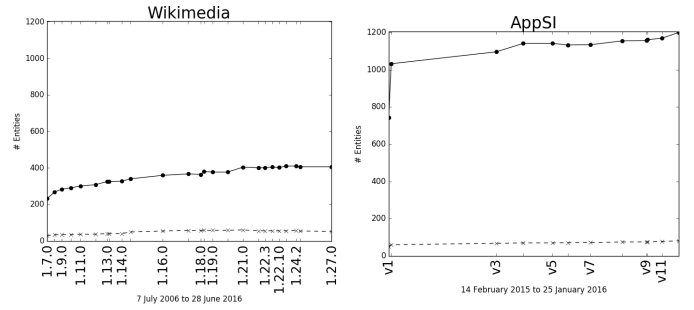 Wikimedia
# Entities
1200
1000
800
600
400
200
0
1.7.0
1.9.0
1.11.0
1.13.0
1.14.0
1.16.0
1.18.0
1.19.0
1.21.0
1.22.3
1.22.10
1.24.2
1.27.0
7 July 2006 to 28 June 2016
AppSI
# Entities
1200
1000
800
600
400
200
0
v1
v3
v5
v7
v9
v11
14 February 2015 to 25 January 2016